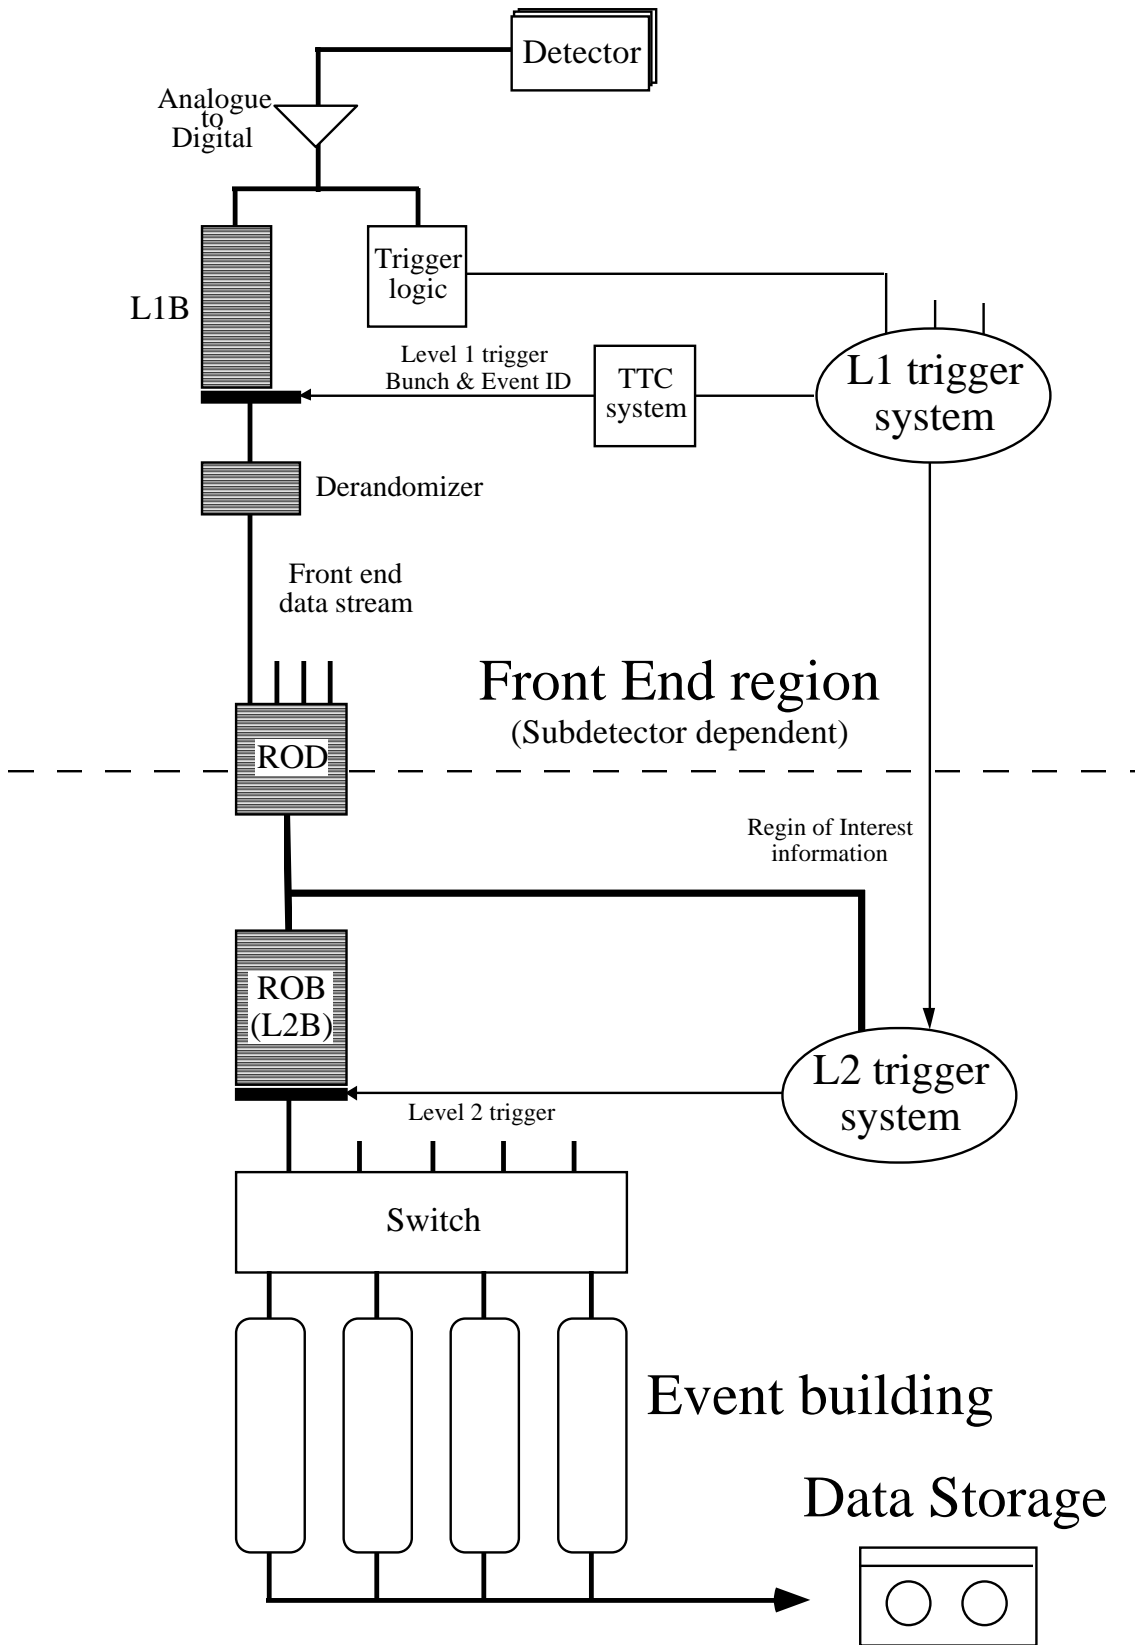 Detector
Analogue
to
Digital
Trigger
logic
L1B
Level 1 trigger
Bunch & Event ID
TTC
system
L1 trigger
system
Derandomizer
Front end
data stream
Front End region
(Subdetector dependent)
ROD
Regin of Interest
information
ROB
(L2B)
L2 trigger
system
Level 2 trigger
Switch
Event building
Data Storage